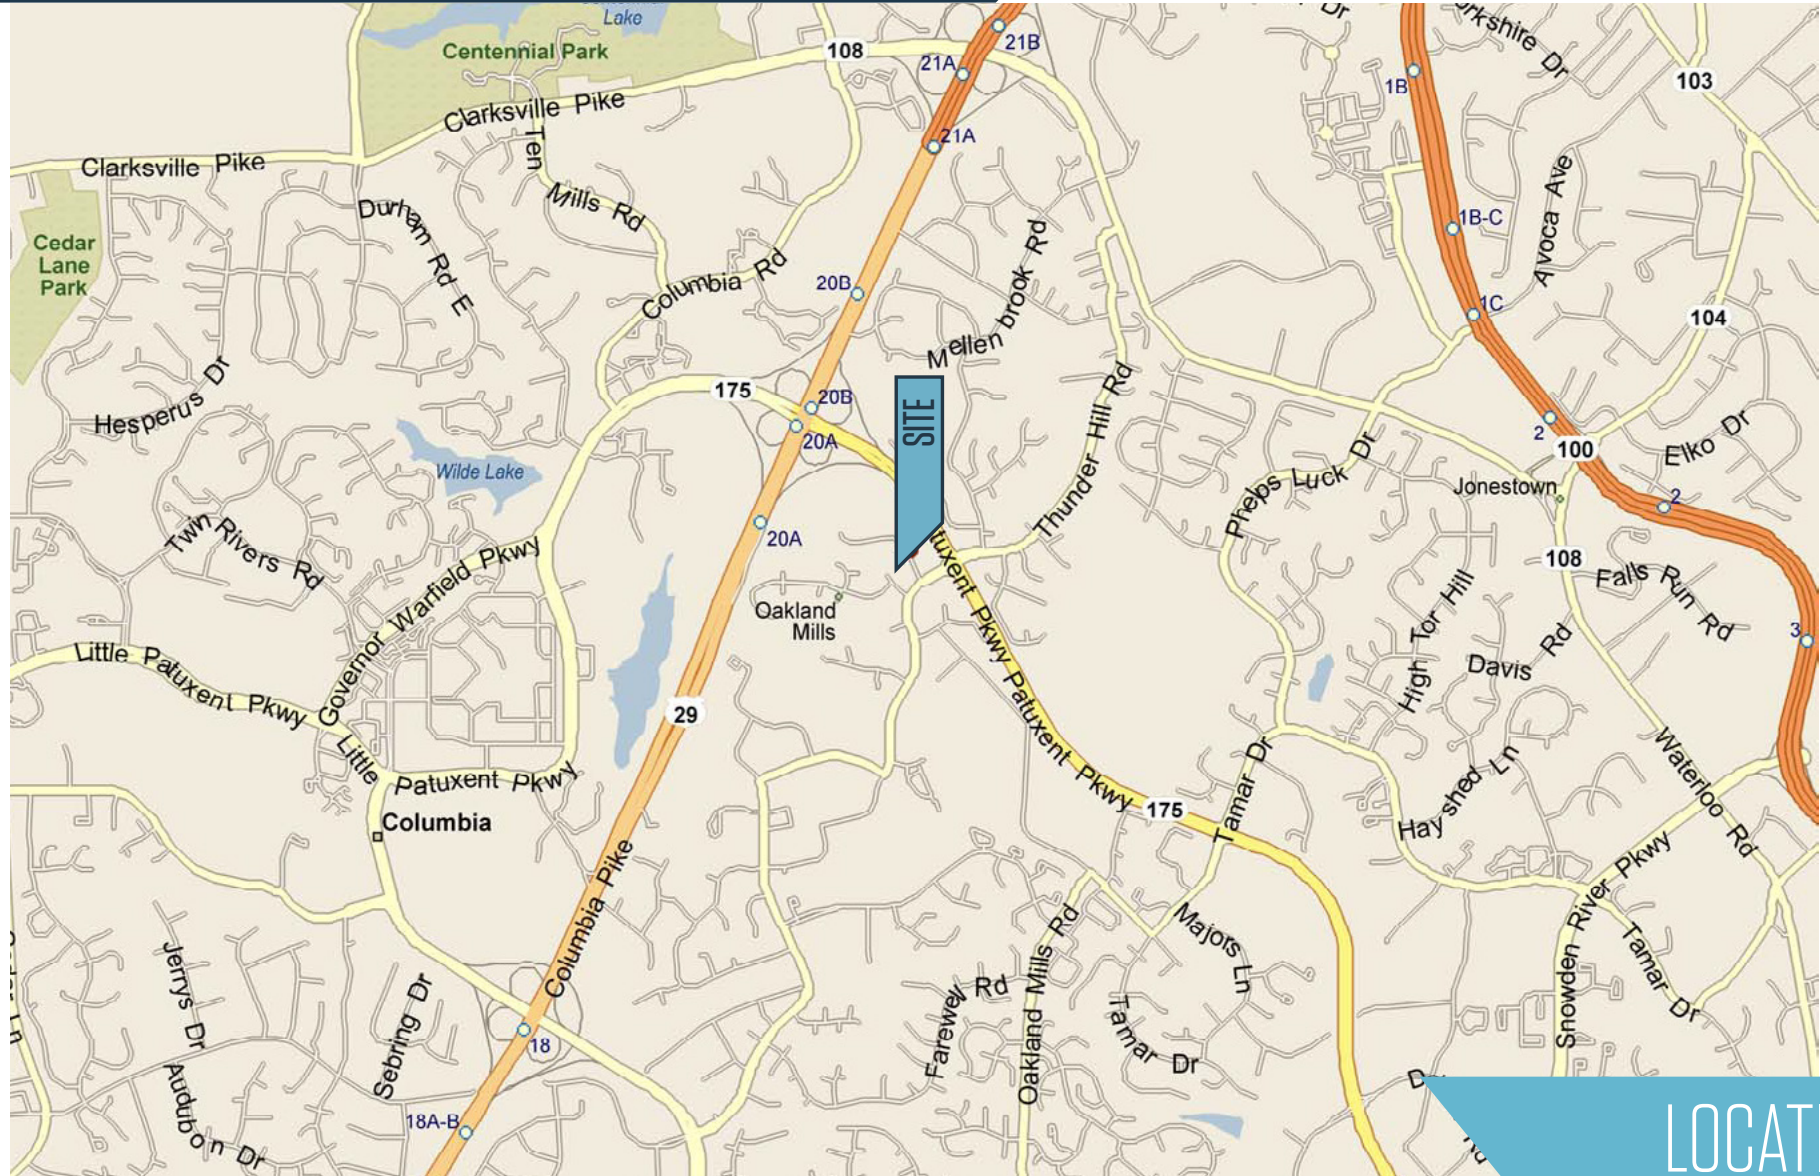 Lake
Centennial Park
108
21B
21A
1B
103
Clarksville Pike
21A
Ten
Mills Rd
Clarksville Pike
Durham Rd E
Cedar
Lane
Park
Columbia Rd
20B
Mellenbrook Rd
1B-C
Avoca Ave
1C
104
Hesperus Dr
175
20B
20A
SITE
Thunder Hill Rd
2
100
Elko Dr
Wilde Lake
Phelps Luck Dr
Jonestown
2
Twin Rivers Rd
20A
108
Falls Run Rd
Governor Warfield Pkwy
Oakland
Mills
Pkwy
Patuxent Pkwy
High Tor Hill
Davis Rd
3
Little Patuxent Pkwy
29
Little
Patuxent Pkwy
175
Tamar Dr
Hayshed Ln
Waterloo Rd
Columbia
Columbia Pike
Snowden River Pkwy
Majors Ln
Oakland Mills Rd
Farewell Rd
Tamar Dr
Tamar Dr
Jerrys Dr
Sebring Dr
18
Audubon Dr
18A-B
LOCAT